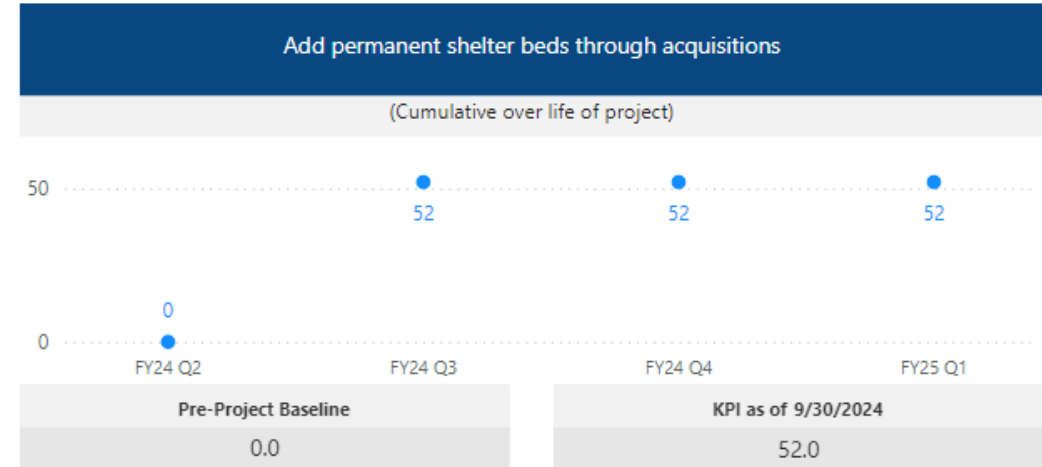 Add permanent shelter beds through acquisitions
(Cumulative over life of project)
50
52 52 52
0
0
FY24 Q2 FY24 Q3 FY24 Q4 FY25 Q1
Pre-Project Baseline KPI as of 9/30/2024
0.0 52.0